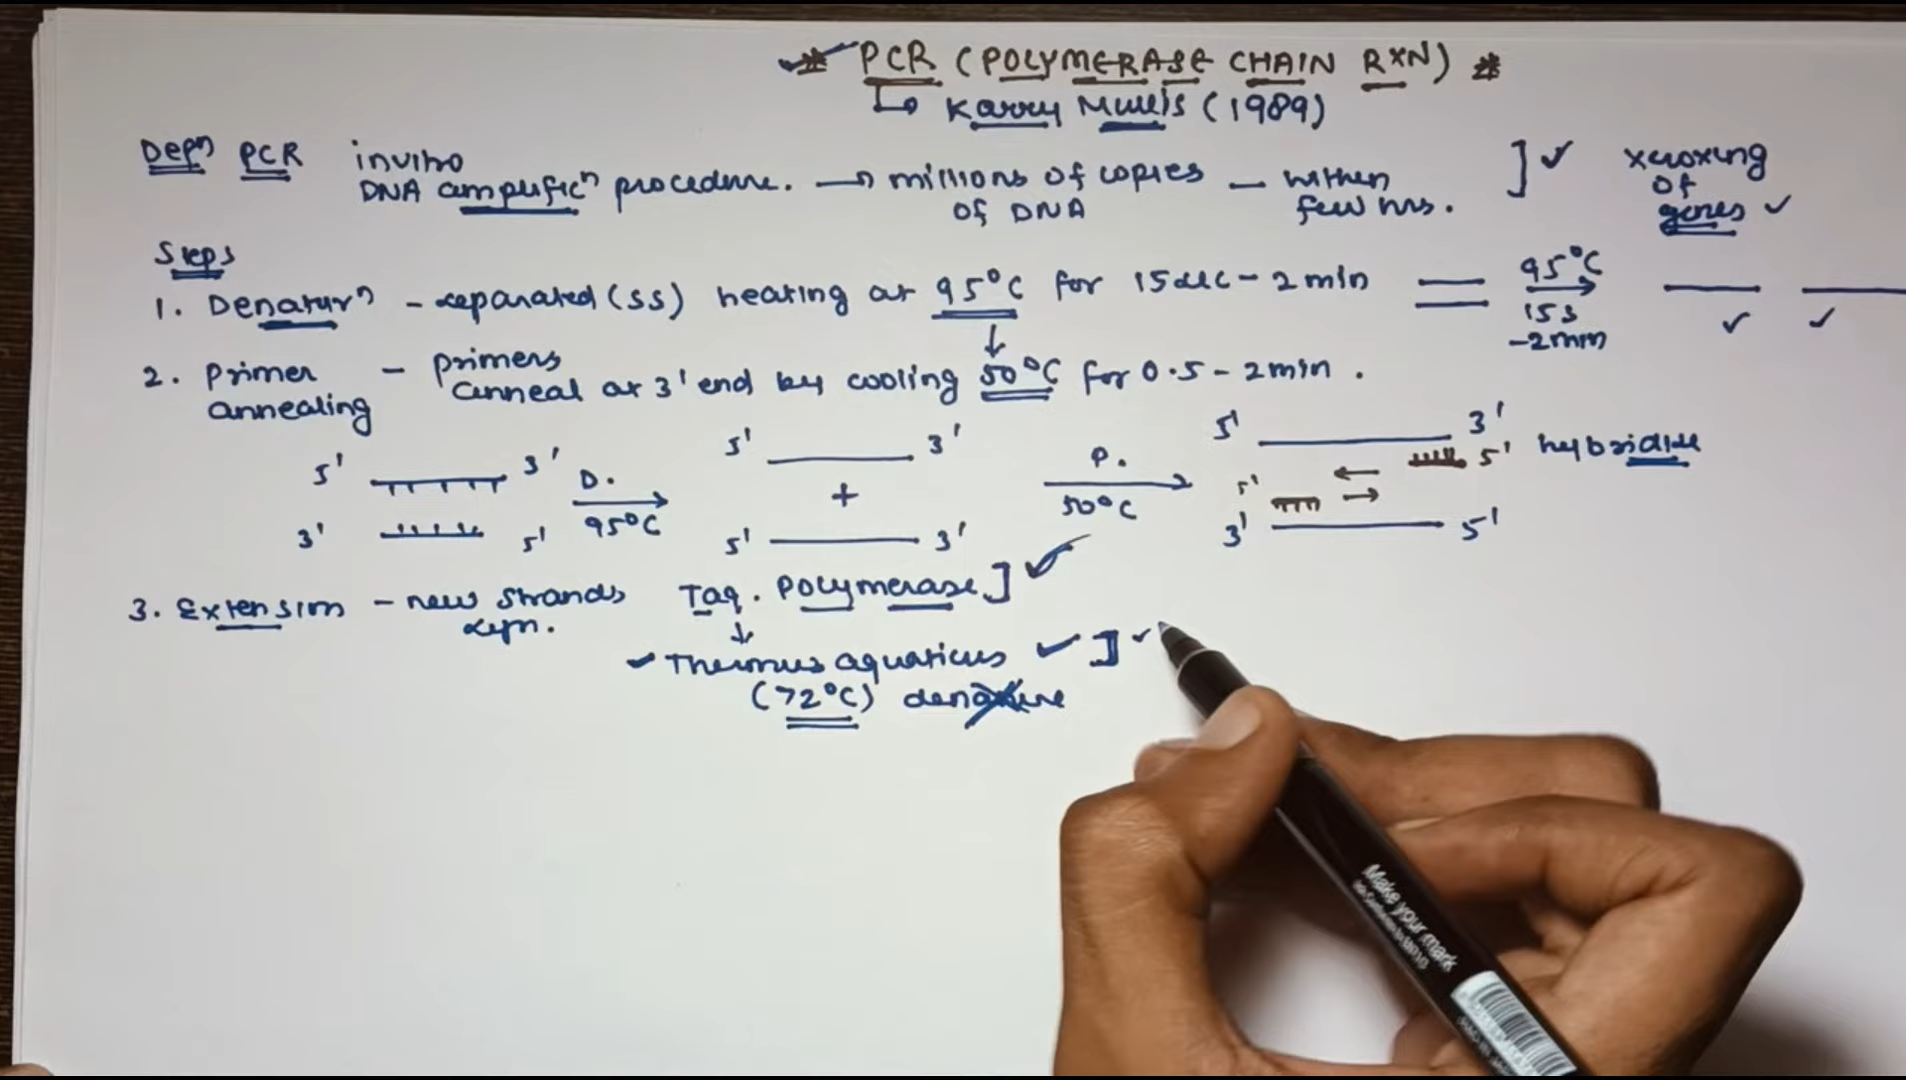 * PCR (POLYMERASE CHAIN RXN) *
↳ Karry Mullis (1989)
Depⁿ PCR invitro
DNA amplificⁿ procedure. → millions of copies of DNA — within few hrs. ] ✓ xeroxing of genes ✓
Steps
1. Denaturⁿ - separated (SS) heating at 95°C for 15sec - 2 min 95°C → 15s -2min ✓ ✓
↓
2. Primer annealing - primers anneal at 3' end by cooling 50°C for 0.5 - 2min .
5' 3' D. → 95°C 5' 3' P. → 50°C 5' 3'
5' hybridise
+ ← 5' →
3' 5' 5' 3' 3' 5'
3. Extension - new strands syn. Taq. Polymerase ] ✓
↓
✓ Thermus aquaticus ✓ ] ✓
(72°C) denature
Make your mark